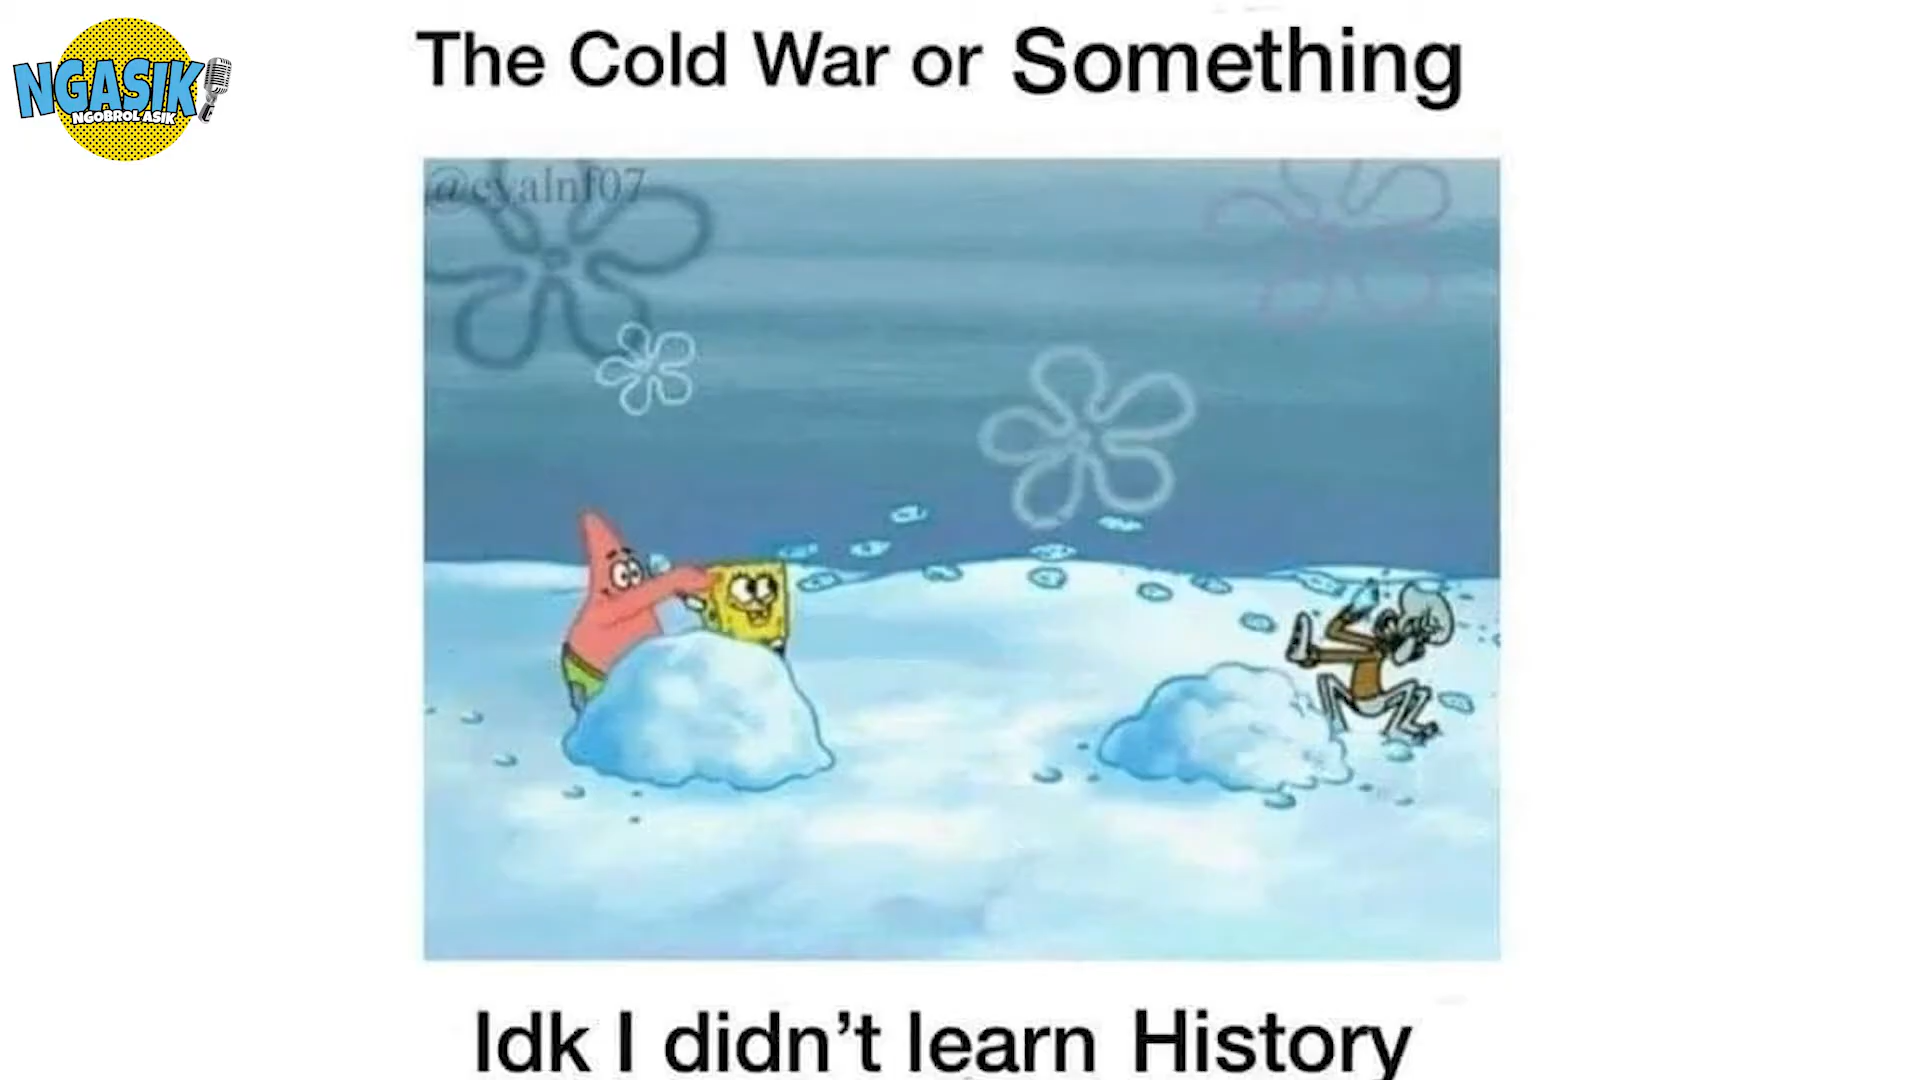 The Cold War or Something
NGASIK
NGOBROL ASIK
Idk I didn't learn History